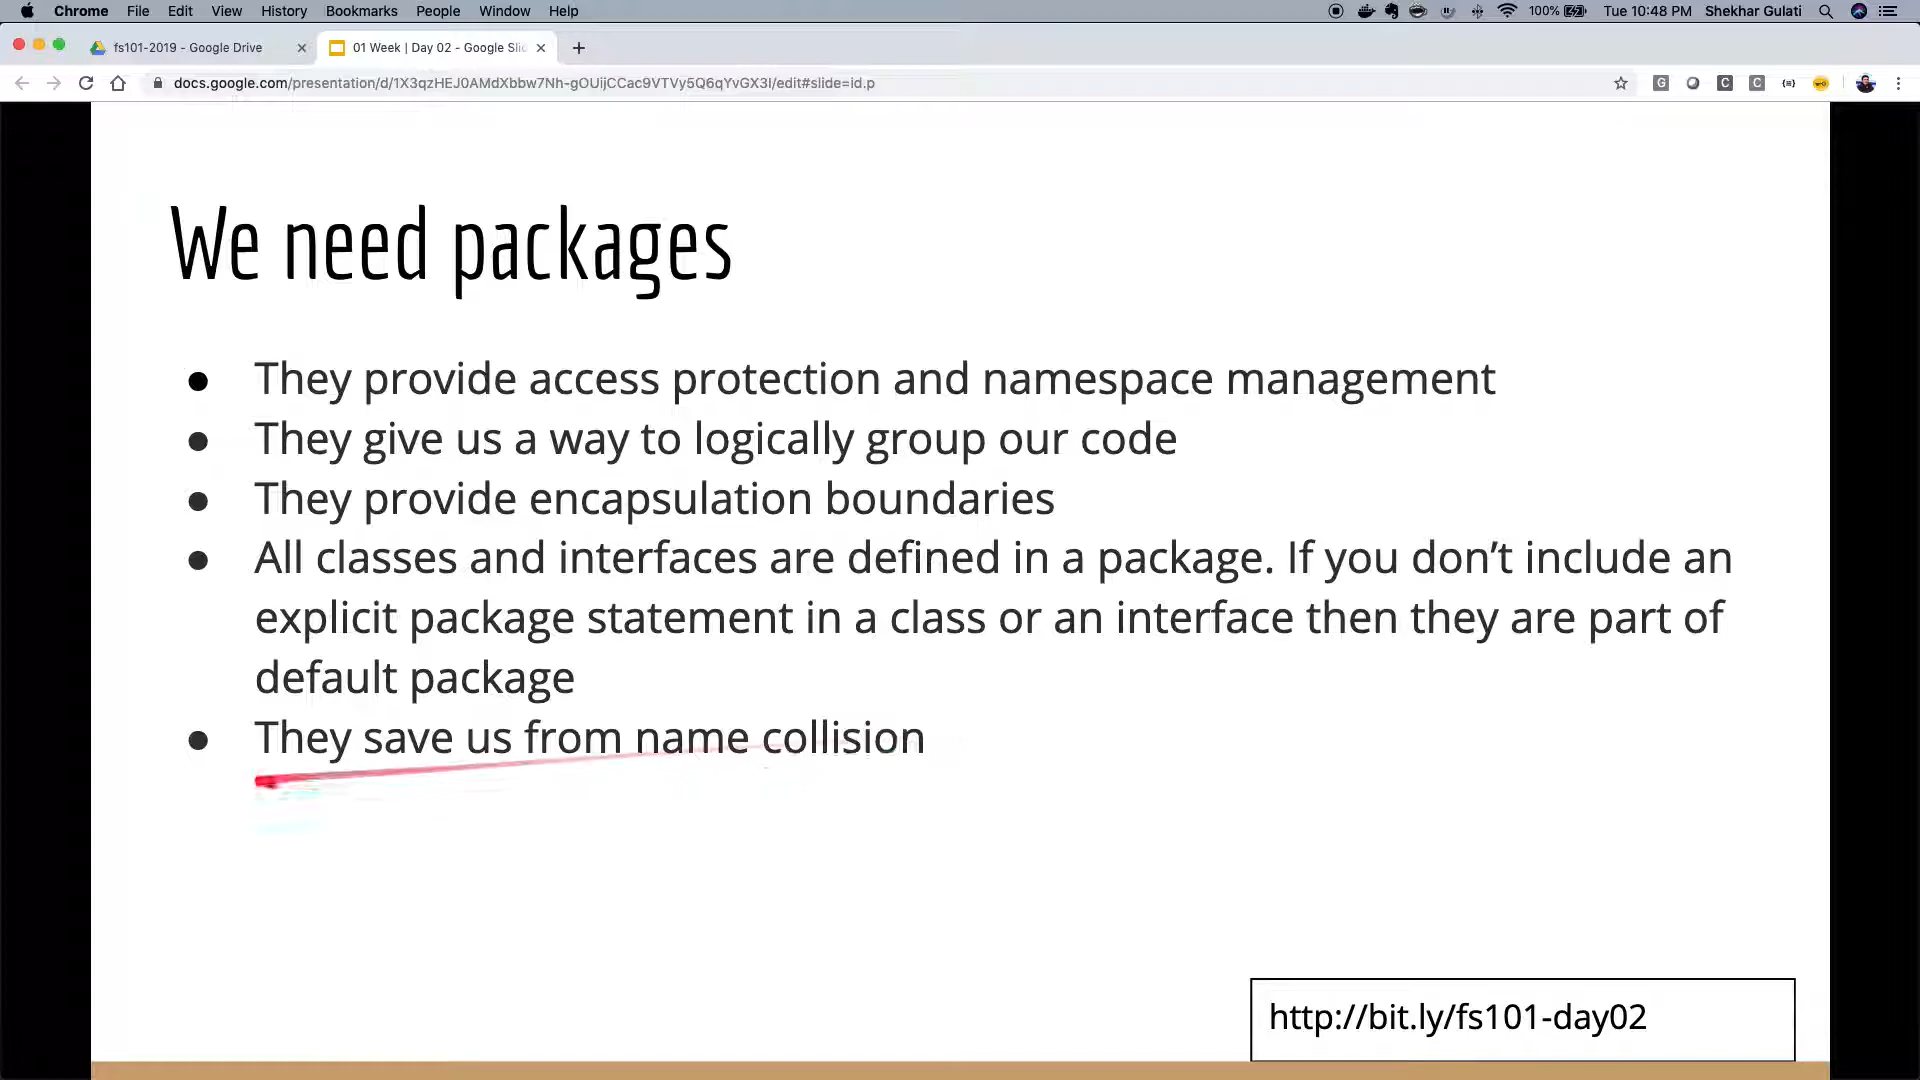 Chrome File Edit View History Bookmarks People Window Help 100% Tue 10:48 PM Shekhar Gulati
fs101-2019 - Google Drive 01 Week | Day 02 - Google Slid
docs.google.com/presentation/d/1X3qzHEJ0AMdXbbw7Nh-gOUijCCac9VTVy5Q6qYvGX3I/edit#slide=id.p
We need packages
● They provide access protection and namespace management
● They give us a way to logically group our code
● They provide encapsulation boundaries
● All classes and interfaces are defined in a package. If you don’t include an
explicit package statement in a class or an interface then they are part of
default package
● They save us from name collision
http://bit.ly/fs101-day02